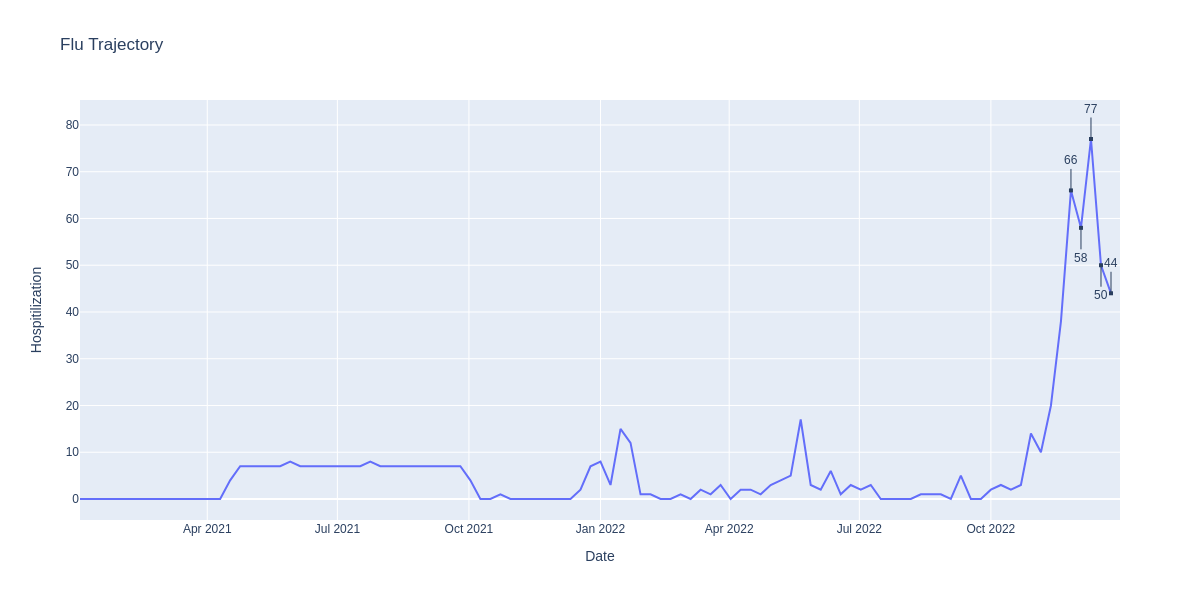 Flu Trajectory
77
80
66
70
60
58
50
44
50
40
30
20
10
0
Apr 2021
Jul 2021
Oct 2021
Jan 2022
Apr 2022
Jul 2022
Oct 2022
Date
Hospitilization